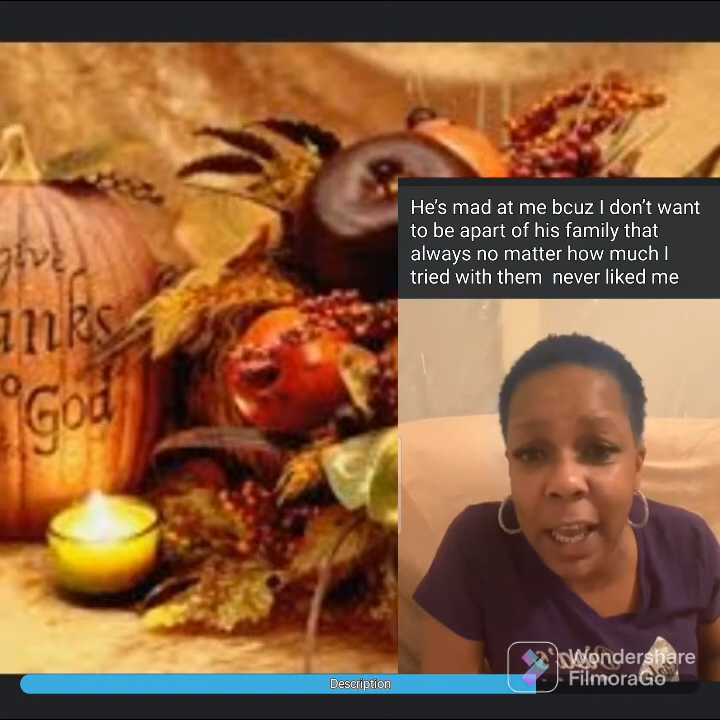 give
anks
o God
He's mad at me bcuz I don't want
to be apart of his family that
always no matter how much I
tried with them never liked me
Wondershare
FilmoraGo
Description